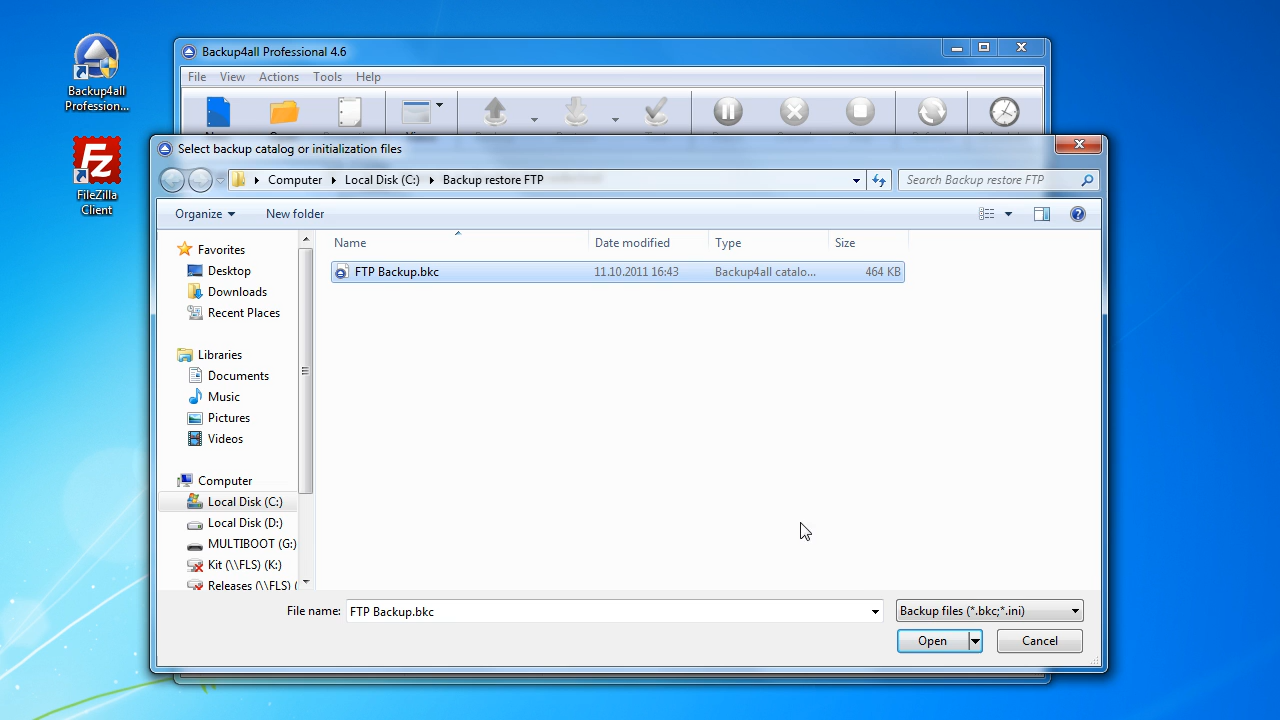 Backup4all
Profession...
FileZilla
Client
Backup4all Professional 4.6
File View Actions Tools Help
Select backup catalog or initialization files
Computer Local Disk (C:) Backup restore FTP
Search Backup restore FTP
Organize New folder
Name Date modified Type Size
FTP Backup.bkc 11.10.2011 16:43 Backup4all catalo... 464 KB
Favorites
Desktop
Downloads
Recent Places
Libraries
Documents
Music
Pictures
Videos
Computer
Local Disk (C:)
Local Disk (D:)
MULTIBOOT (G:)
Kit (\\FLS) (K:)
Releases (\\FLS) (
File name: FTP Backup.bkc
Backup files (*.bkc;*.ini)
Open Cancel